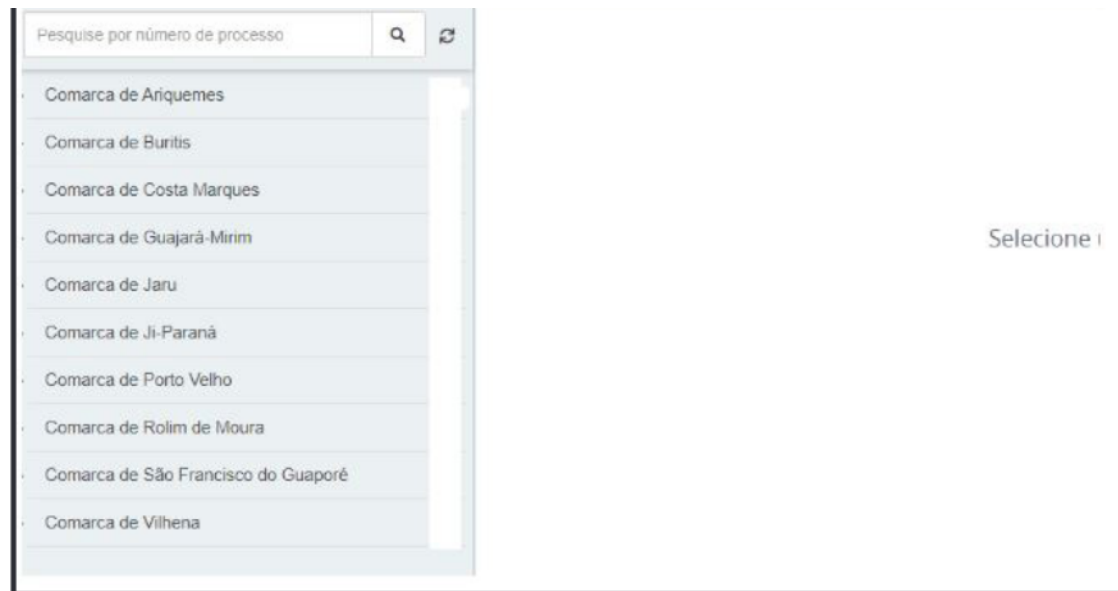 Pesquise por número de processo
Comarca de Ariquemes
Comarca de Buritis
Comarca de Costa Marques
Comarca de Guajará-Mirim
Selecione
Comarca de Jaru
Comarca de Ji-Paraná
Comarca de Porto Velho
Comarca de Rolim de Moura
Comarca de São Francisco do Guaporé
Comarca de Vilhena